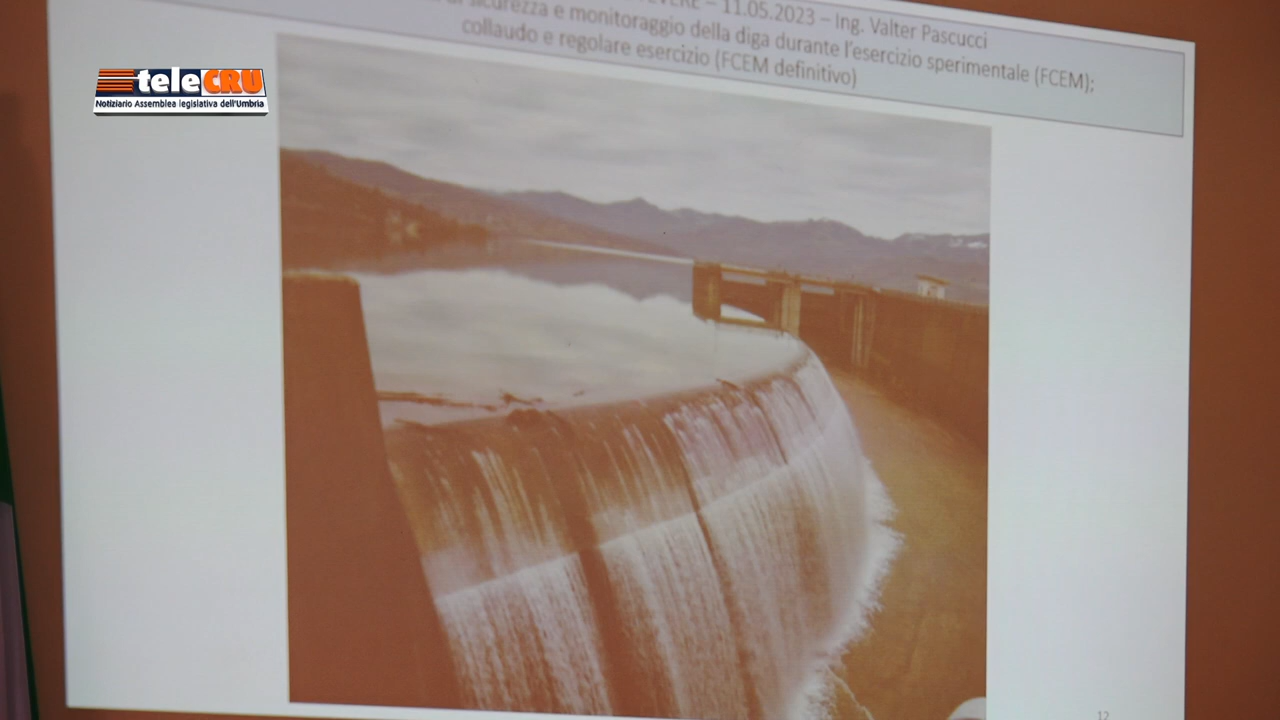 – 11.05.2023 – Ing. Valter Pascucci
sicurezza e monitoraggio della diga durante l'esercizio sperimentale (FCEM);
collaudo e regolare esercizio (FCEM definitivo)
teleCRU
Notiziario Assemblea legislativa dell'Umbria
12